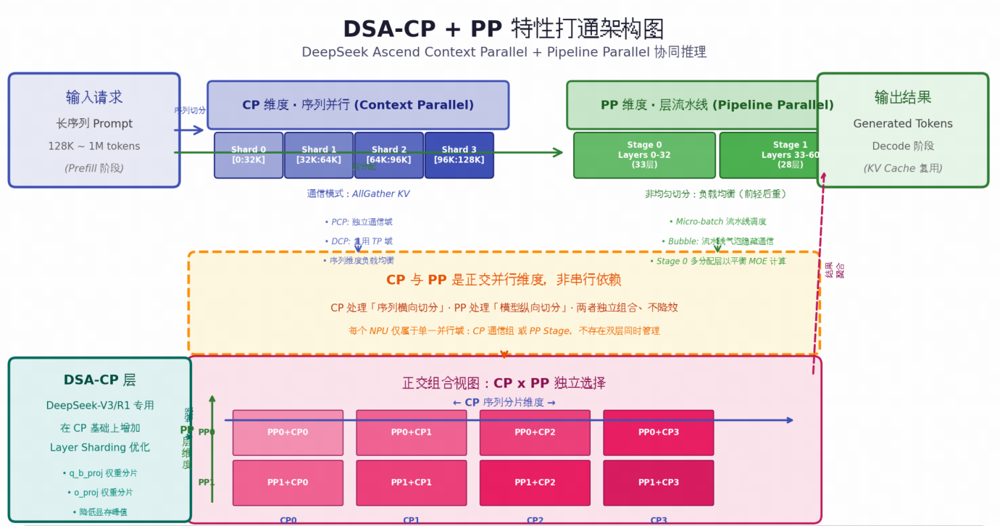 DSA-CP + PP 特性打通架构图
DeepSeek Ascend Context Parallel + Pipeline Parallel 协同推理
输入请求
长序列 Prompt
128K ~ 1M tokens
(Prefill 阶段)
序列切分
CP 维度 · 序列并行 (Context Parallel)
Shard 0
[0:32K]
Shard 1
[32K:64K]
Shard 2
[64K:96K]
Shard 3
[96K:128K]
层分配
通信模式：AllGather KV
• PCP: 独立通信域
• DCP: 复用 TP 域
• 序列维度负载均衡
PP 维度 · 层流水线 (Pipeline Parallel)
Stage 0
Layers 0-32
(33层)
Stage 1
Layers 33-60
(28层)
非均匀切分：负载均衡（前轻后重）
• Micro-batch 流水线调度
• Bubble: 流水线气泡隐藏通信
• Stage 0 多分配层以平衡 MOE 计算
输出结果
Generated Tokens
Decode 阶段
(KV Cache 复用)
结果
聚合
CP 与 PP 是正交并行维度，非串行依赖
CP 处理「序列横向切分」· PP 处理「模型纵向切分」· 两者独立组合、不降效
每个 NPU 仅属于单一并行域：CP 通信组 或 PP Stage，不存在双层同时管理
DSA-CP 层
DeepSeek-V3/R1 专用
在 CP 基础上增加
Layer Sharding 优化
• q_b_proj 权重分片
• o_proj 权重分片
• 降低显存峰值
正交组合视图：CP x PP 独立选择
← CP 序列分片维度 →
PP
层
维
度
PP0
PP0+CP0
PP0+CP1
PP0+CP2
PP0+CP3
PP1
PP1+CP0
PP1+CP1
PP1+CP2
PP1+CP3
CP0
CP1
CP2
CP3